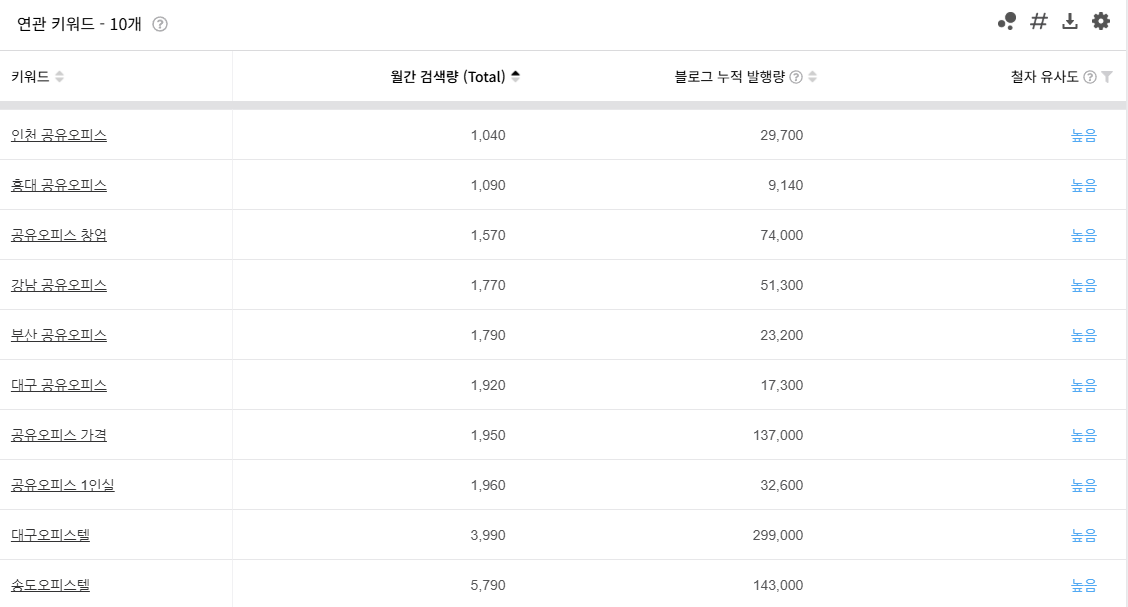 연관 키워드 - 10개 ?
키워드 월간 검색량 (Total) 블로그 누적 발행량 ? 철자 유사도 ?
인천 공유오피스 1,040 29,700 높음
홍대 공유오피스 1,090 9,140 높음
공유오피스 창업 1,570 74,000 높음
강남 공유오피스 1,770 51,300 높음
부산 공유오피스 1,790 23,200 높음
대구 공유오피스 1,920 17,300 높음
공유오피스 가격 1,950 137,000 높음
공유오피스 1인실 1,960 32,600 높음
대구오피스텔 3,990 299,000 높음
송도오피스텔 5,790 143,000 높음